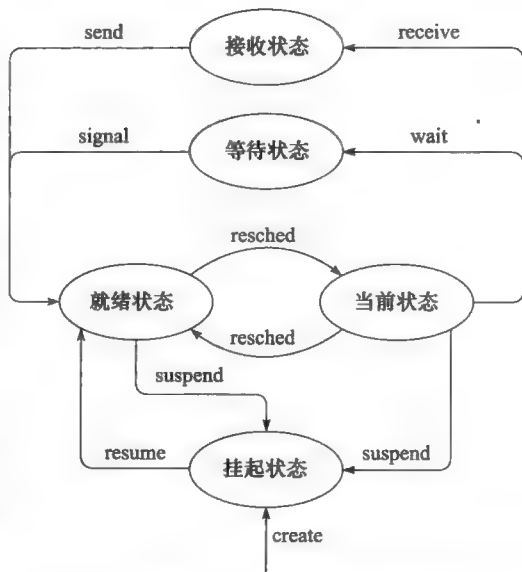 send
接收状态
receive
signal
等待状态
wait
resched
就绪状态
当前状态
resched
suspend
resume
挂起状态
suspend
create